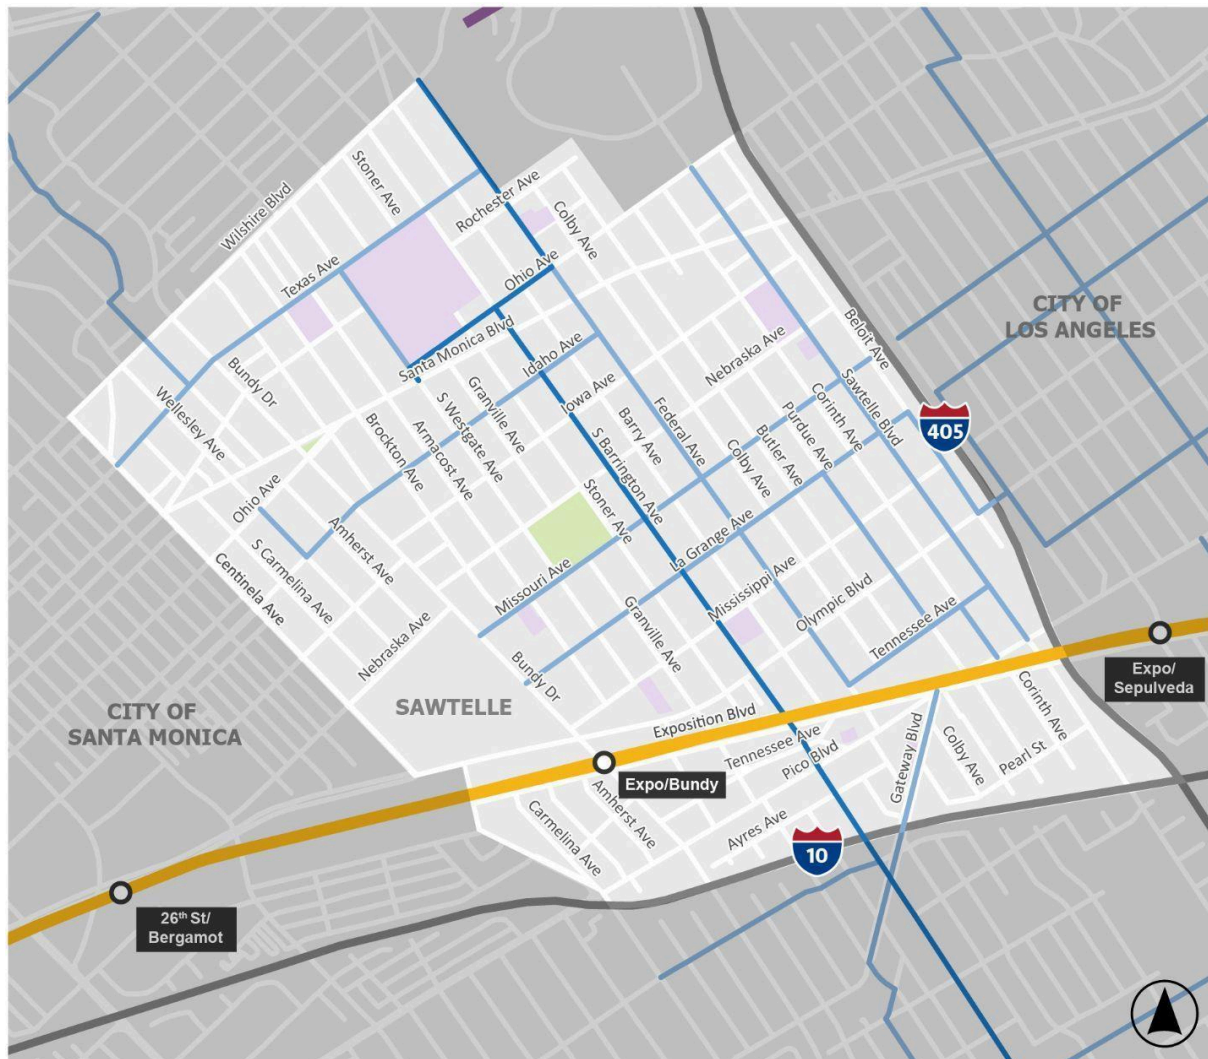 Stoner Ave
Wilshire Blvd
Rochester Ave
Colby Ave
Texas Ave
Ohio Ave
CITY OF
LOS ANGELES
Santa Monica Blvd
Idaho Ave
Beloit Ave
Nebraska Ave
Bundy Dr
Wellesley Ave
Granville Ave
Iowa Ave
S Westgate Ave
Brockton Ave
Armacost Ave
Barry Ave
Federal Ave
Sawtelle Blvd
Corinth Ave
Purdue Ave
Butler Ave
Colby Ave
405
S Barrington Ave
Stoner Ave
Ohio Ave
Amherst Ave
S Carmelina Ave
Centinela Ave
La Grange Ave
Missouri Ave
Mississippi Ave
Olympic Blvd
Tennessee Ave
Nebraska Ave
Granville Ave
Bundy Dr
SAWTELLE
CITY OF
SANTA MONICA
Expo/
Sepulveda
Exposition Blvd
Tennessee Ave
Pico Blvd
Gateway Blvd
Colby Ave
Corinth Ave
Pearl St
Expo/Bundy
Amherst Ave
Carmelina Ave
Ayres Ave
10
26th St/
Bergamot